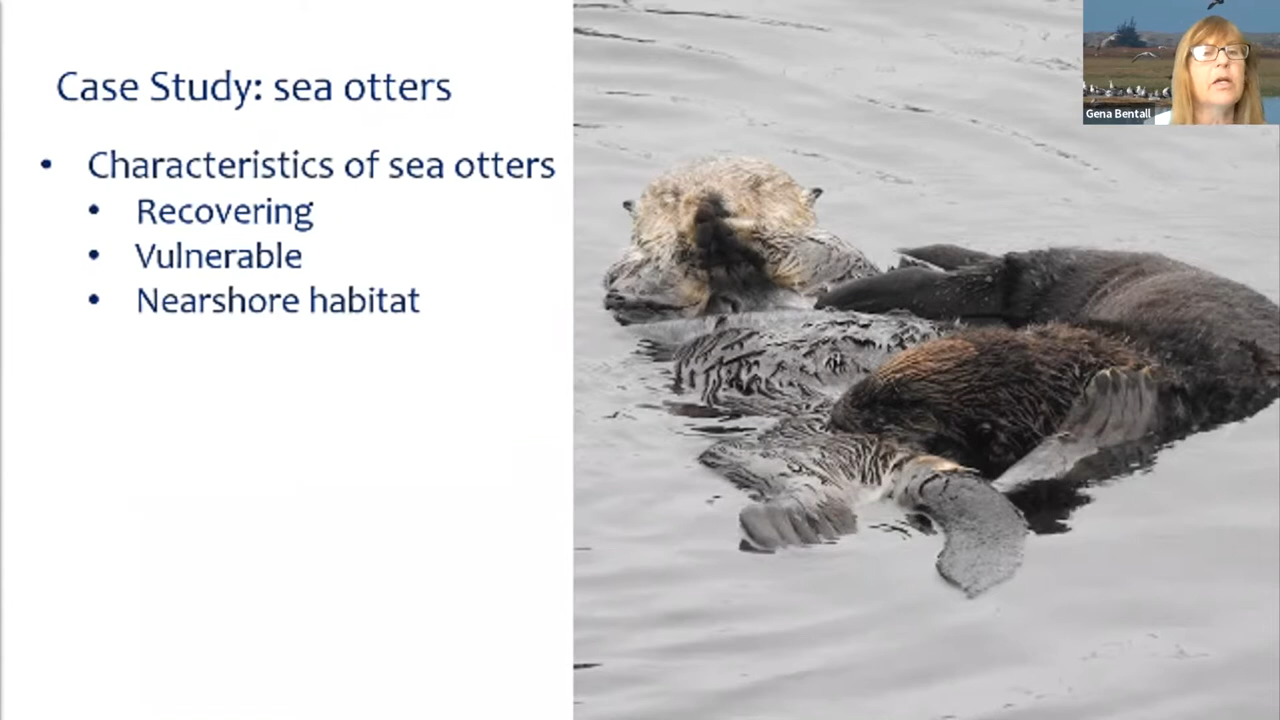 Case Study: sea otters
• Characteristics of sea otters
• Recovering
• Vulnerable
• Nearshore habitat
Gena Bentall